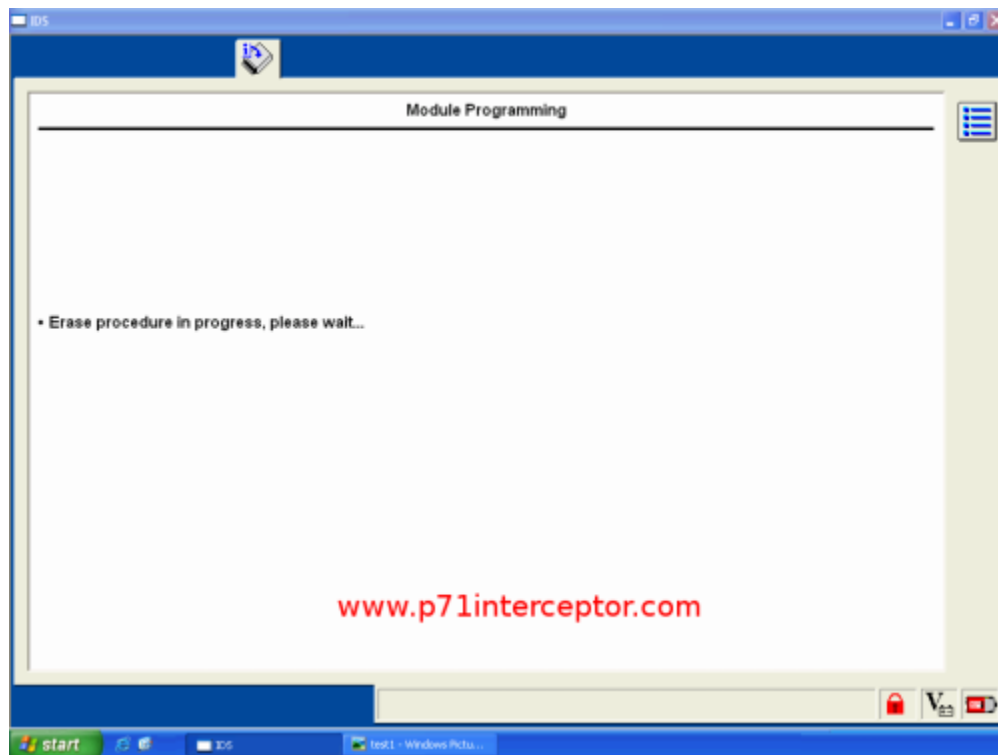 IDS
Module Programming
• Erase procedure in progress, please wait...
www.p71interceptor.com
V
start
IDS
test1 - Windows Pictu...